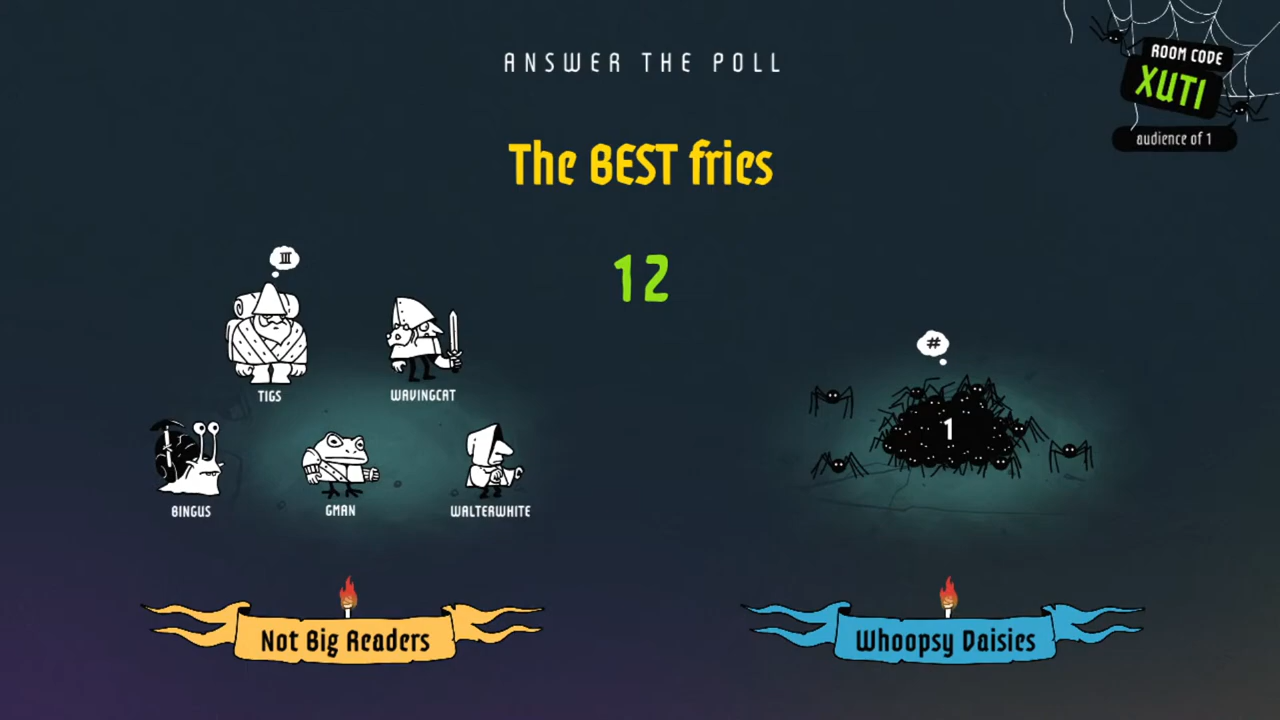 ANSWER THE POLL
ROOM CODE
XUTI
audience of 1
The BEST fries
12
TIGS
WAVINGCAT
#
1
BINGUS
GMAN
WALTERWHITE
Not Big Readers
Whoopsy Daisies